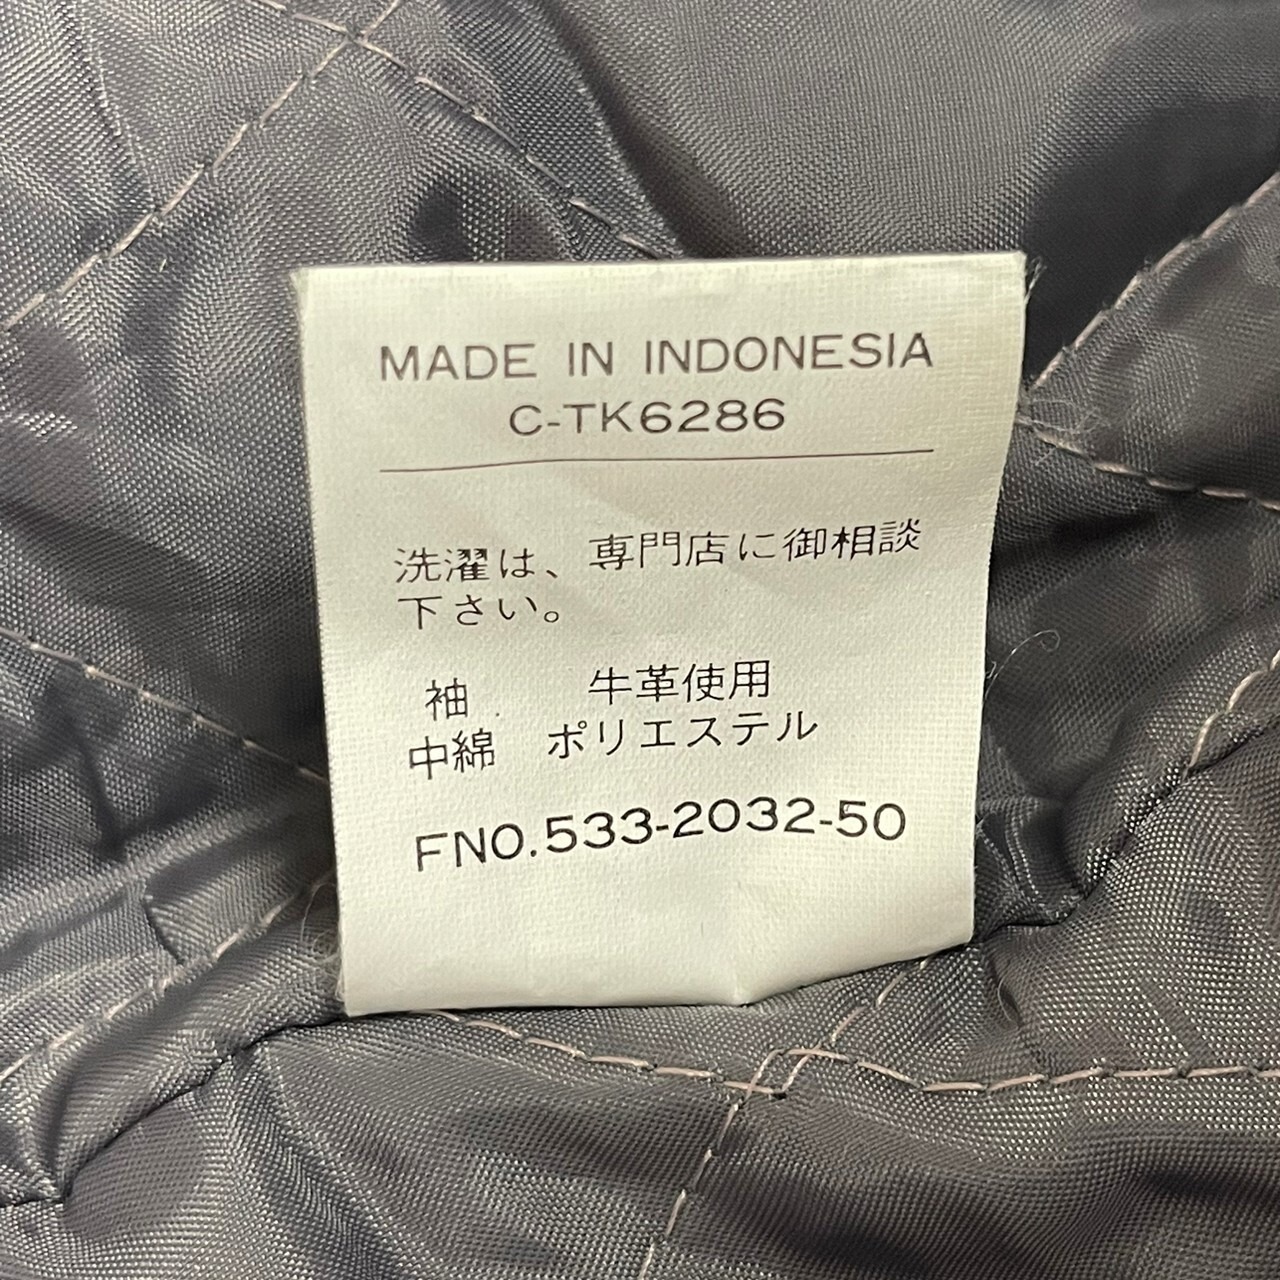 MADE IN INDONESIA
C-TK6286
洗濯は、専門店に御相談
下さい。
袖 牛革使用
中綿 ポリエステル
FNO.533-2032-50